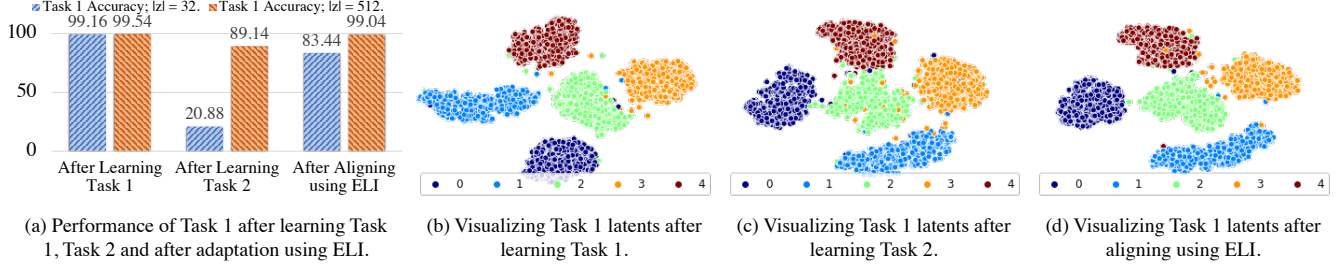 Task 1 Accuracy; |z| = 32. Task 1 Accuracy; |z| = 512.
99.16 99.54 99.04
100
89.14
83.44
50
20.88
0
After Learning After Learning After Aligning
Task 1 Task 2 using ELI
0 1 2 3 4
0 1 2 3 4
0 1 2 3 4
(a) Performance of Task 1 after learning Task
1, Task 2 and after adaptation using ELI.
(b) Visualizing Task 1 latents after
learning Task 1.
(c) Visualizing Task 1 latents after
learning Task 2.
(d) Visualizing Task 1 latents after
aligning using ELI.